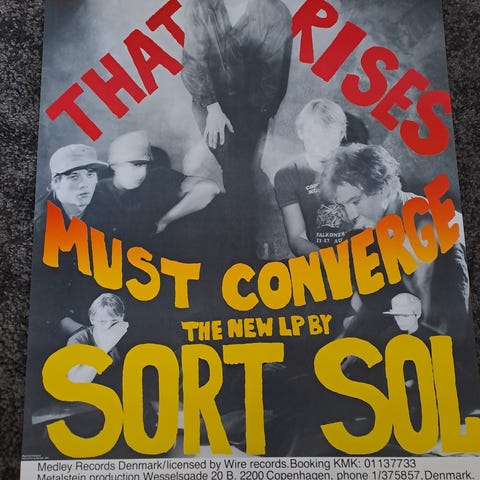 THAT RISES
MUST CONVERGE
THE NEW LP BY
SORT SOL
FALKONER
Medley Records Denmark/licensed by Wire records. Booking KMK: 01137733
Metalstein production Wesselsgade 20 B, 2200 Copenhagen, phone 1/375857, Denmark.